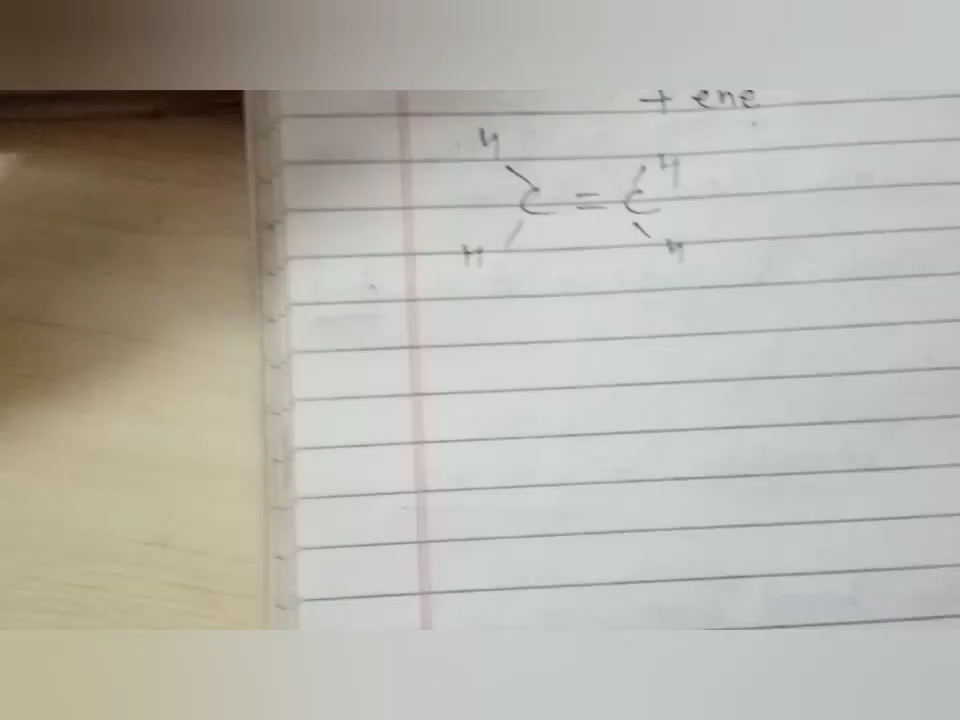 + ene
H H
C = C
H H